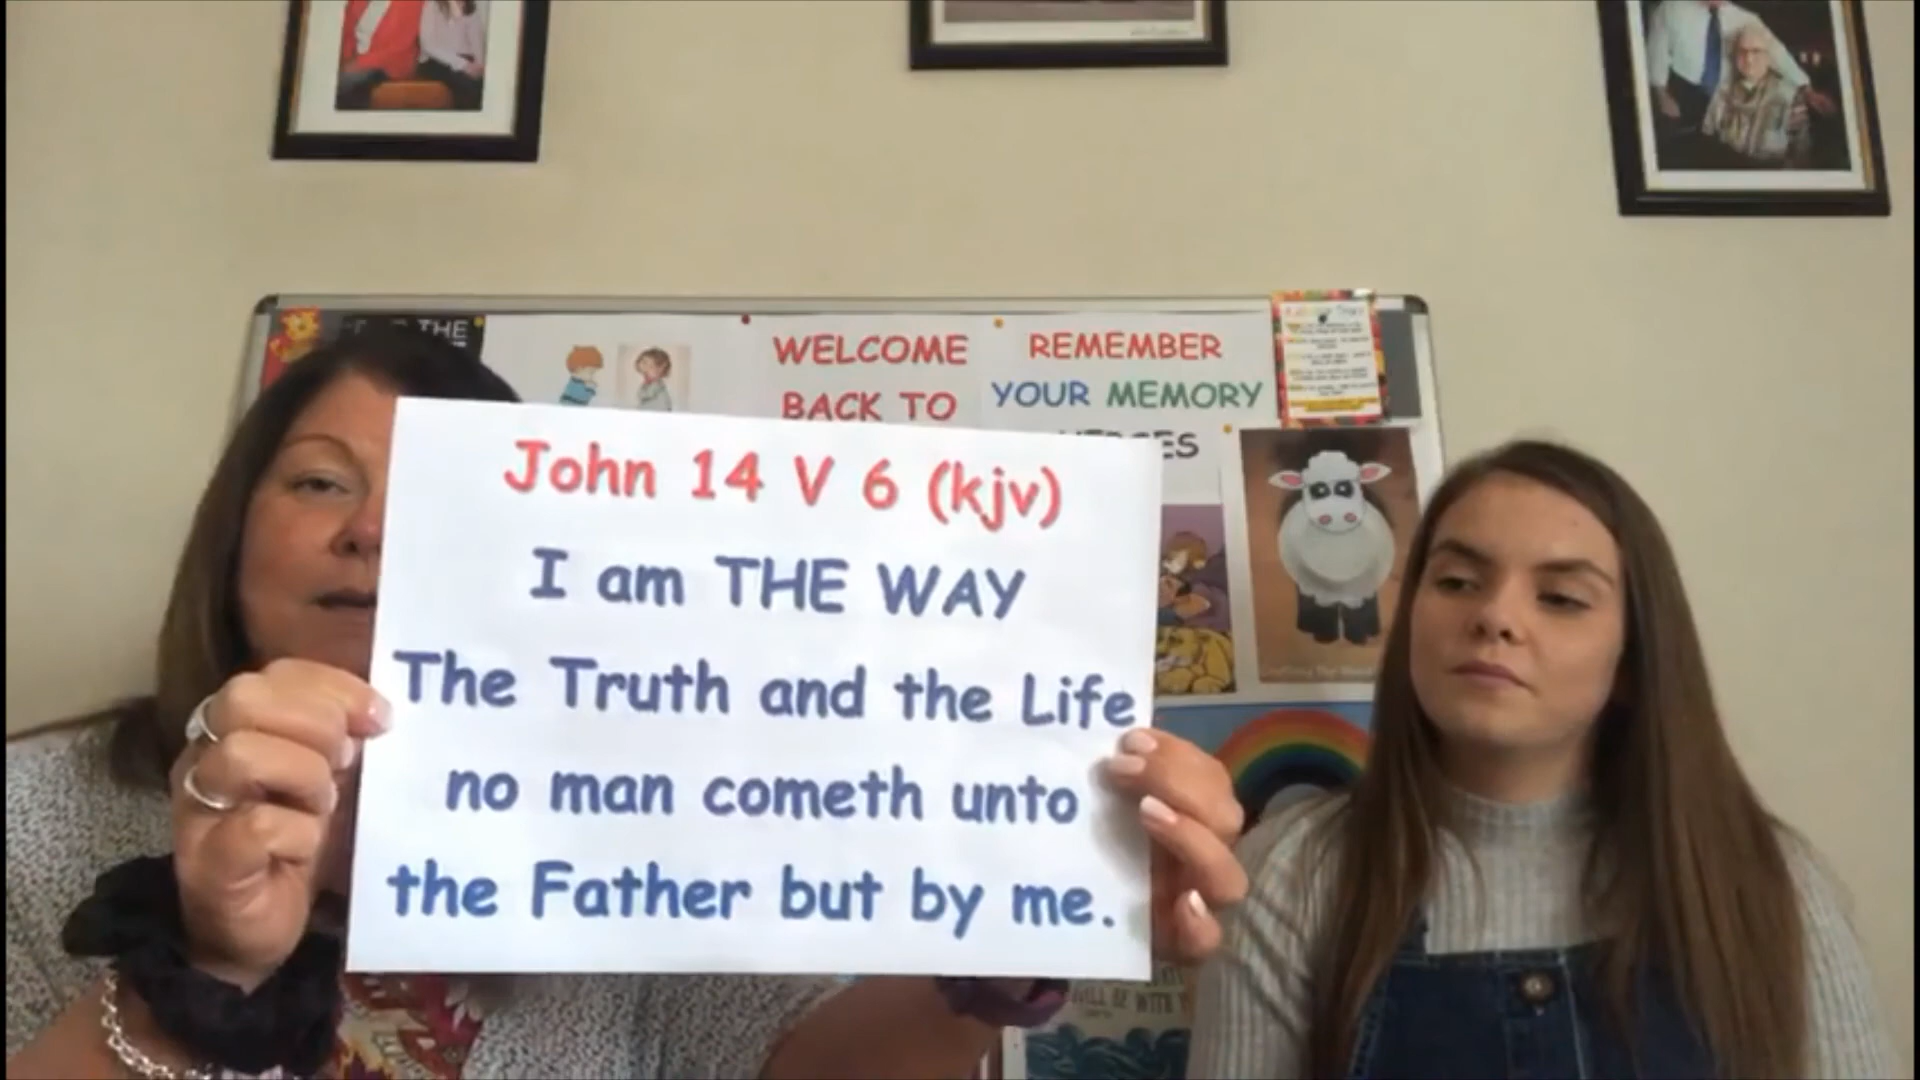 THE
WELCOME
BACK TO
REMEMBER
YOUR MEMORY
John 14 V 6 (kjv)
I am THE WAY
The Truth and the Life
no man cometh unto
the Father but by me.